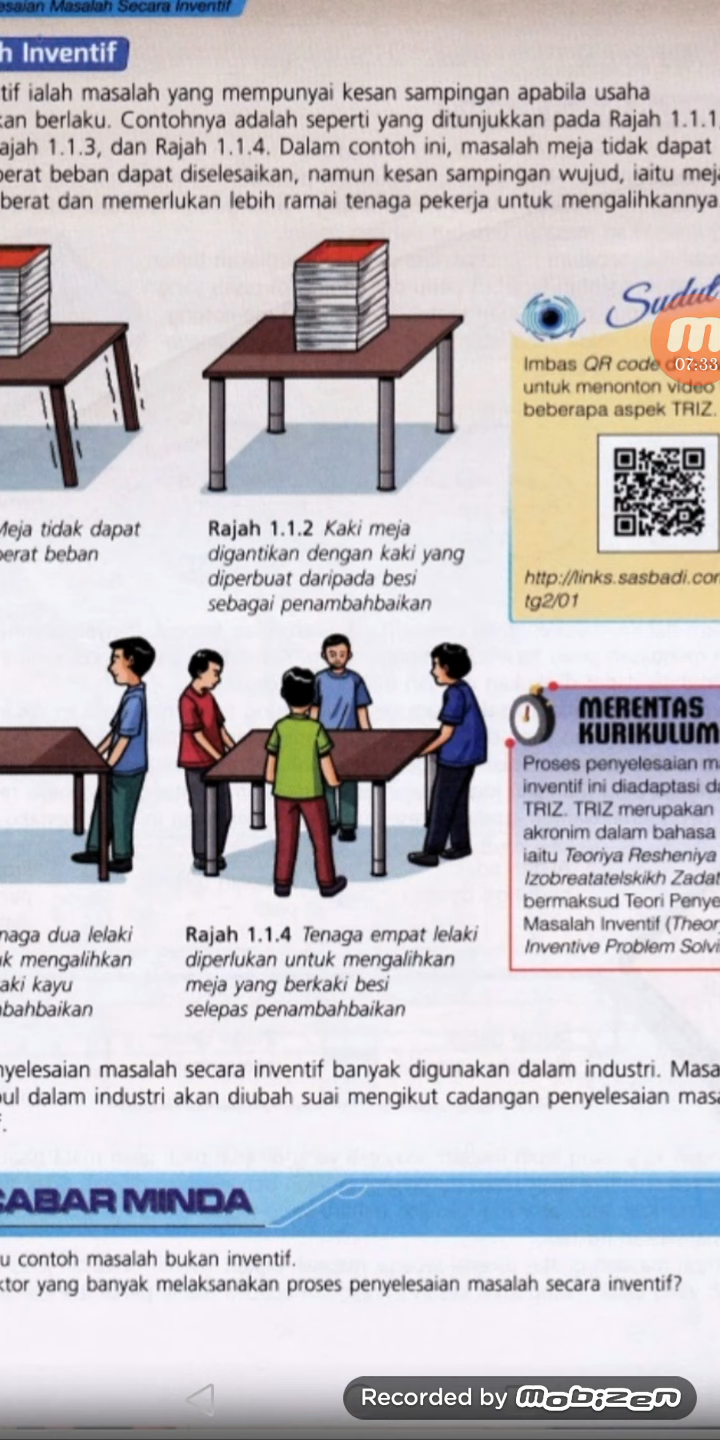 esaian Masalah Secara Inventif
h Inventif
tif ialah masalah yang mempunyai kesan sampingan apabila usaha
kan berlaku. Contohnya adalah seperti yang ditunjukkan pada Rajah 1.1.1,
ajah 1.1.3, dan Rajah 1.1.4. Dalam contoh ini, masalah meja tidak dapat
berat beban dapat diselesaikan, namun kesan sampingan wujud, iaitu meja
berat dan memerlukan lebih ramai tenaga pekerja untuk mengalihkannya
Sudut
Imbas QR code d
untuk menonton video
beberapa aspek TRIZ.
07:33
http://links.sasbadi.com
tg2/01
Meja tidak dapat
berat beban
Rajah 1.1.2 Kaki meja
digantikan dengan kaki yang
diperbuat daripada besi
sebagai penambahbaikan
MERENTAS
KURIKULUM
Proses penyelesaian ma
inventif ini diadaptasi da
TRIZ. TRIZ merupakan
akronim dalam bahasa
iaitu Teoriya Resheniya
Izobreatatelskikh Zadat
bermaksud Teori Penye
Masalah Inventif (Theory
Inventive Problem Solvi
naga dua lelaki
uk mengalihkan
aki kayu
nbahbaikan
Rajah 1.1.4 Tenaga empat lelaki
diperlukan untuk mengalihkan
meja yang berkaki besi
selepas penambahbaikan
nyelesaian masalah secara inventif banyak digunakan dalam industri. Masa
bul dalam industri akan diubah suai mengikut cadangan penyelesaian masa
f.
CABAR MINDA
u contoh masalah bukan inventif.
ktor yang banyak melaksanakan proses penyelesaian masalah secara inventif?
Recorded by Mobizen